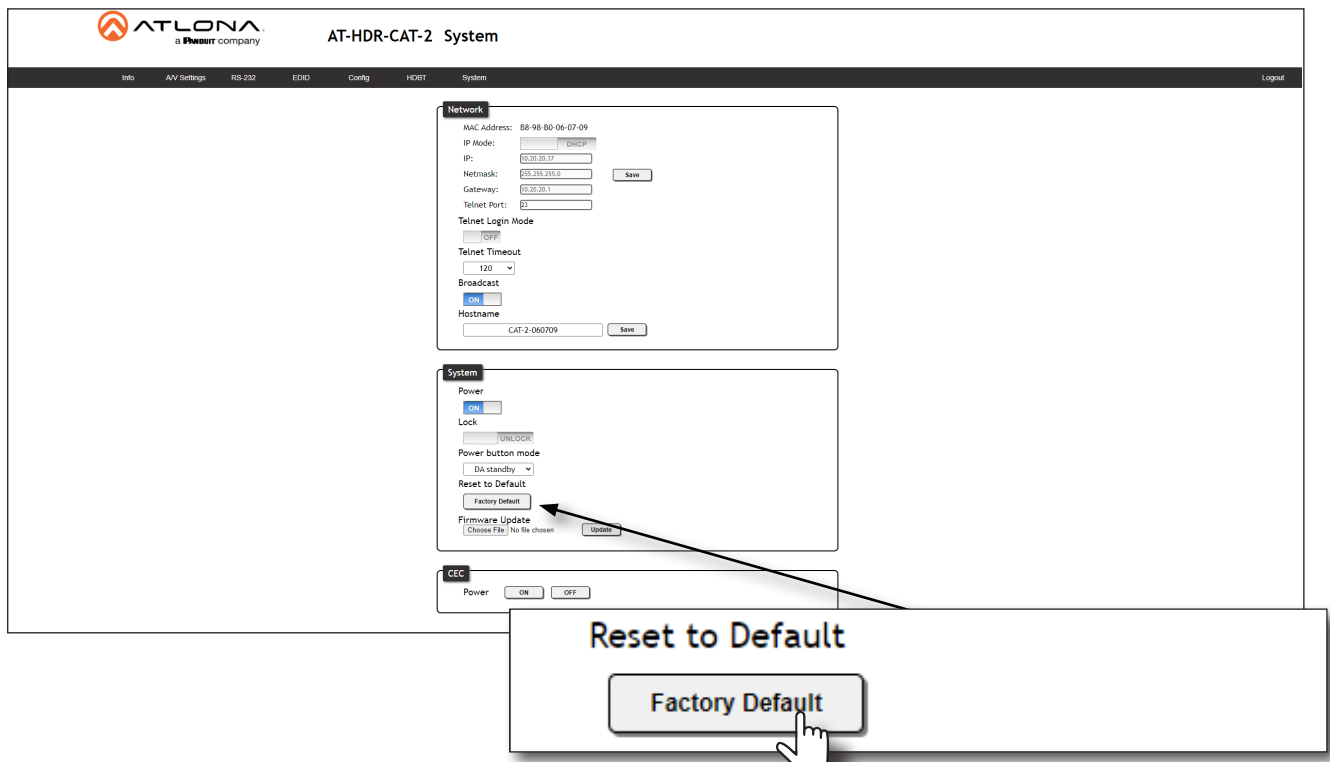 ATLONA.
a PANDUIT company
AT-HDR-CAT-2 System
Info A/V Settings RS-232 EDID Config HDBT System Logout
Network
MAC Address: B8-98-B0-06-07-09
IP Mode: DHCP
IP: 10.20.20.37
Netmask: 255.255.255.0 Save
Gateway: 10.20.20.1
Telnet Port: 23
Telnet Login Mode
OFF
Telnet Timeout
120
Broadcast
ON
Hostname
CAT-2-060709 Save
System
Power
ON
Lock
UNLOCK
Power button mode
DA standby
Reset to Default
Factory Default
Firmware Update
Choose File No file chosen Update
CEC
Power ON OFF
Reset to Default
Factory Default